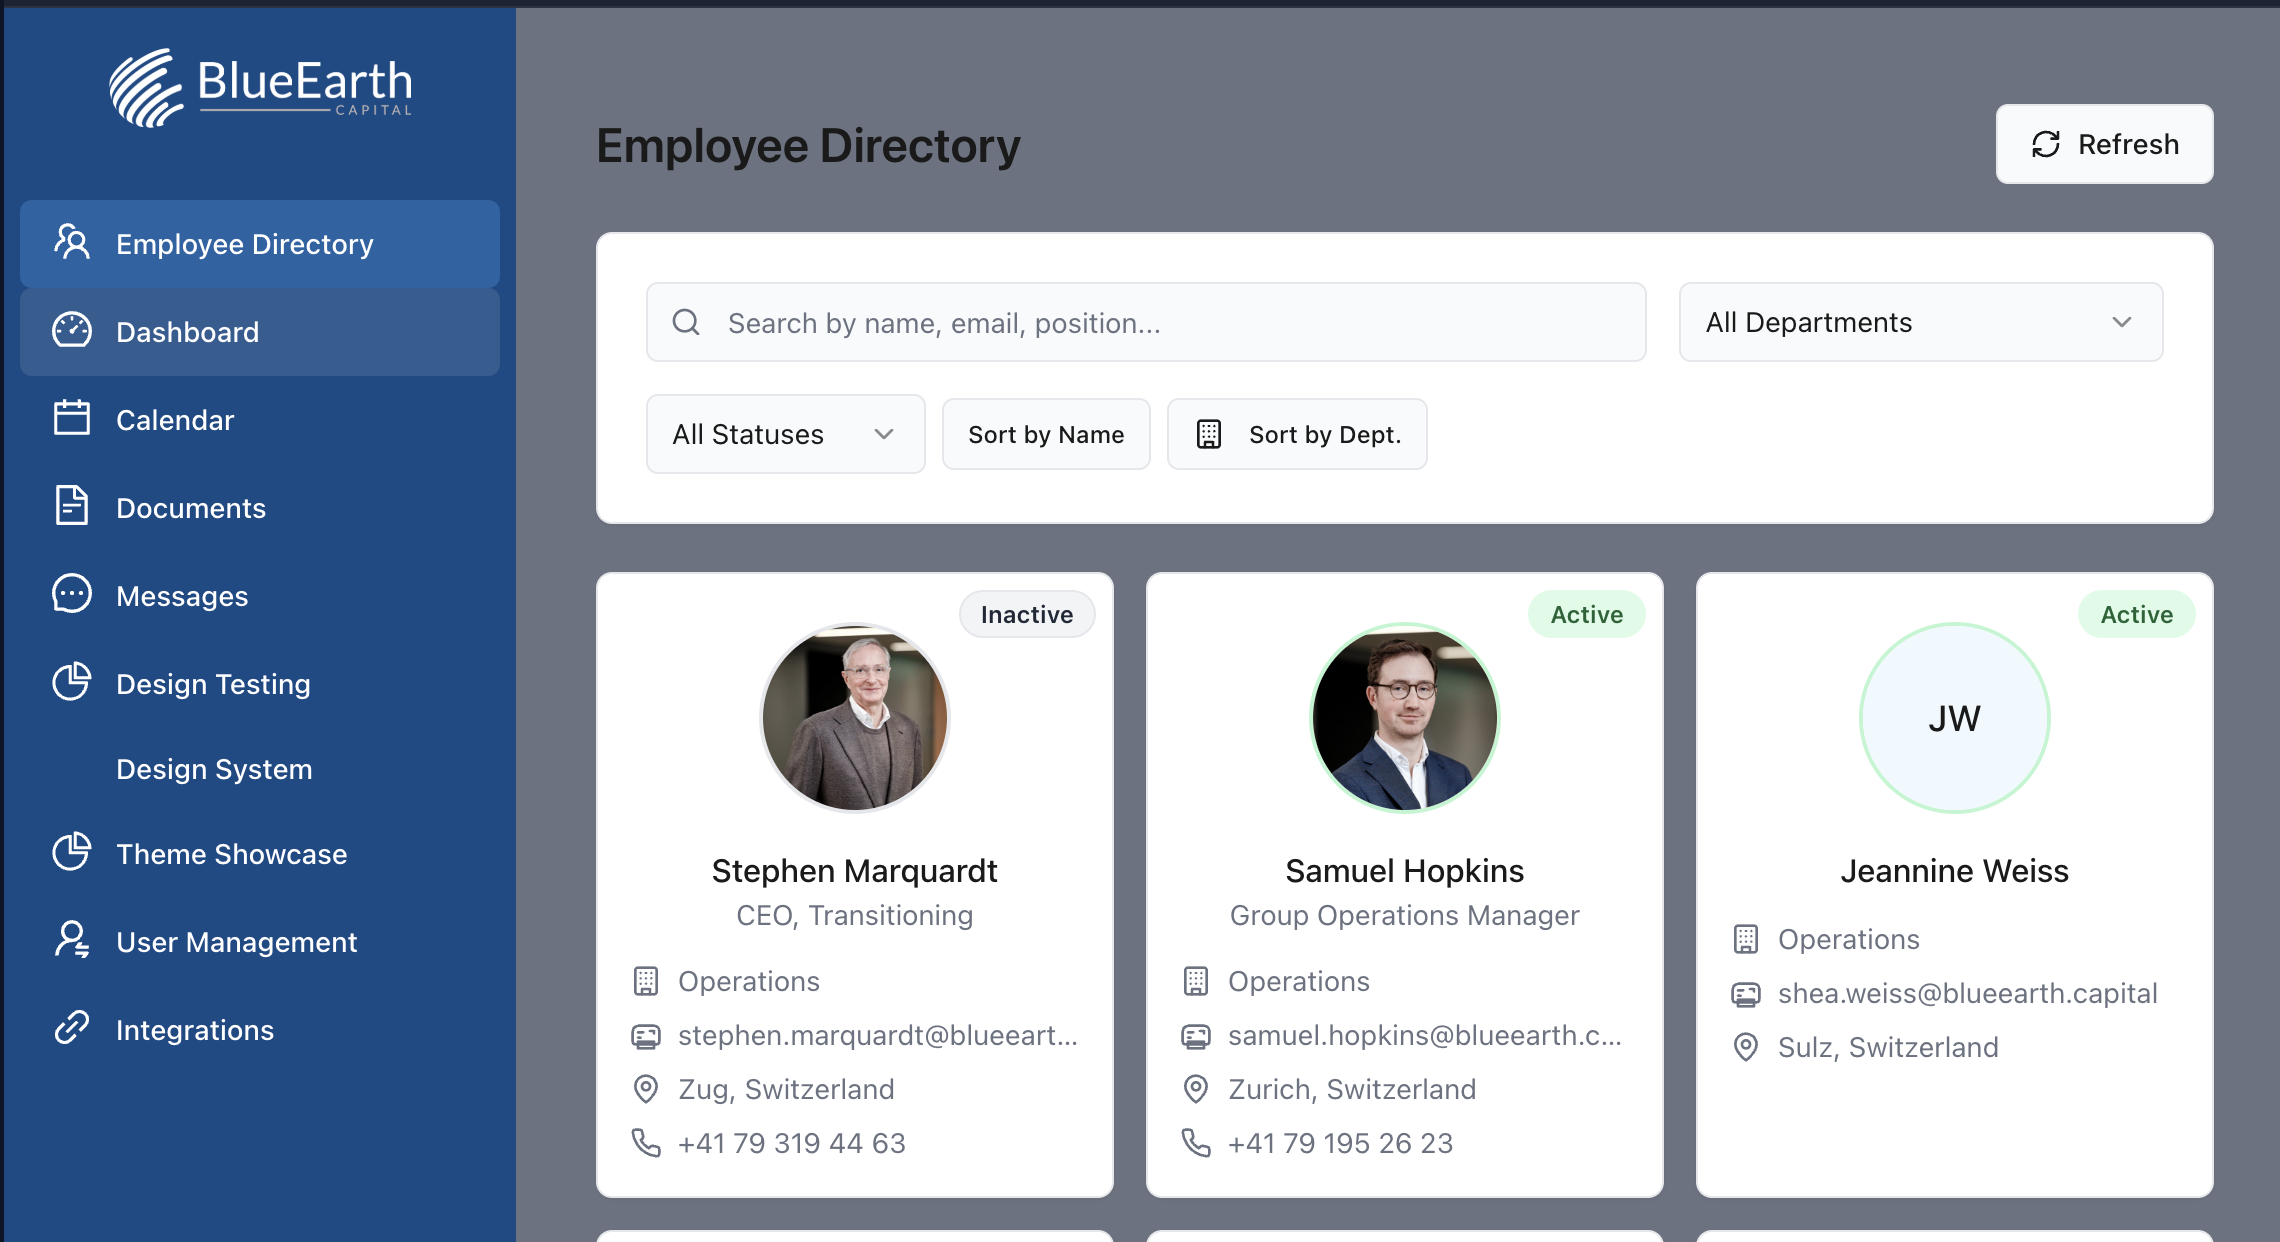 BlueEarth
CAPITAL
Employee Directory
Dashboard
Calendar
Documents
Messages
Design Testing
Design System
Theme Showcase
User Management
Integrations
Employee Directory
Refresh
Search by name, email, position...
All Departments
All Statuses
Sort by Name
Sort by Dept.
Inactive
Stephen Marquardt
CEO, Transitioning
Operations
stephen.marquardt@blueeart...
Zug, Switzerland
+41 79 319 44 63
Active
Samuel Hopkins
Group Operations Manager
Operations
samuel.hopkins@blueearth.c...
Zurich, Switzerland
+41 79 195 26 23
Active
JW
Jeannine Weiss
Operations
shea.weiss@blueearth.capital
Sulz, Switzerland